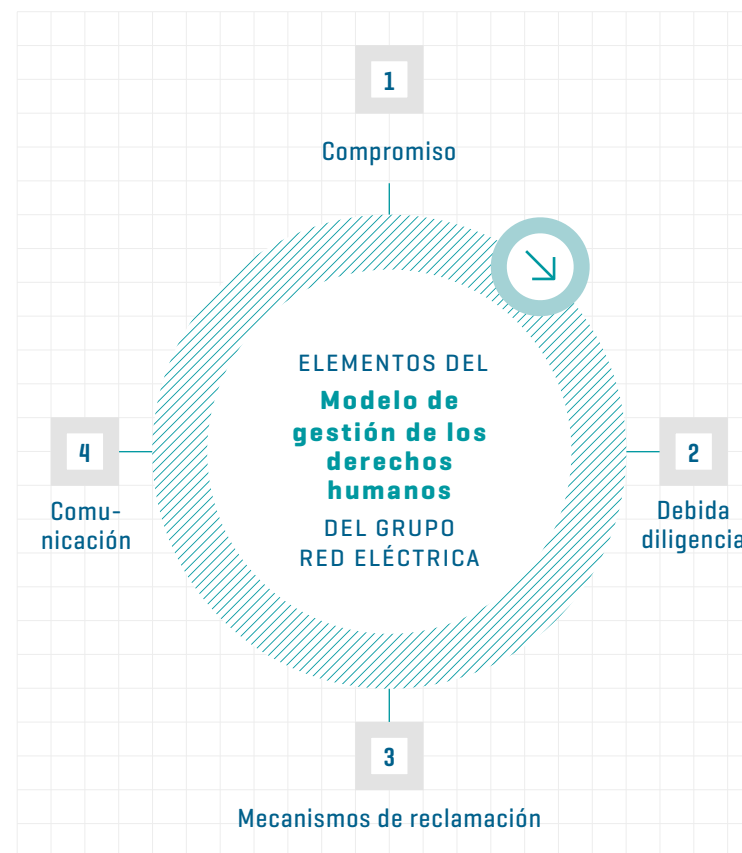 1
Compromiso
ELEMENTOS DEL
Modelo de
gestión de los
derechos
humanos
DEL GRUPO
RED ELÉCTRICA
4
Comu-
nicación
2
Debida
diligencia
3
Mecanismos de reclamación